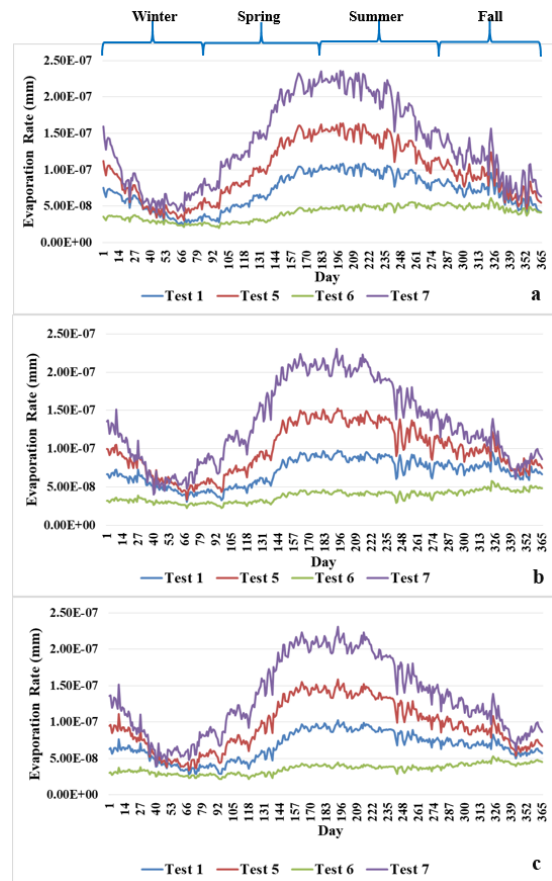 Winter Spring Summer Fall
2.50E-07
2.00E-07
1.50E-07
1.00E-07
5.00E-08
0.00E+00
Evaporation Rate (mm)
1 14 27 40 53 66 79 92 105 118 131 144 157 170 183 196 209 222 235 248 261 274 287 300 313 326 339 352 365
Day
a
Test 1 Test 5 Test 6 Test 7
2.50E-07
2.00E-07
1.50E-07
1.00E-07
5.00E-08
0.00E+00
Evaporation Rate (mm)
1 14 27 40 53 66 79 92 105 118 131 144 157 170 183 196 209 222 235 248 261 274 287 300 313 326 339 352 365
Day
b
Test 1 Test 5 Test 6 Test 7
2.50E-07
2.00E-07
1.50E-07
1.00E-07
5.00E-08
0.00E+00
Evaporation Rate (mm)
1 14 27 40 53 66 79 92 105 118 131 144 157 170 183 196 209 222 235 248 261 274 287 300 313 326 339 352 365
Day
Test 1 Test 5 Test 6 Test 7
c